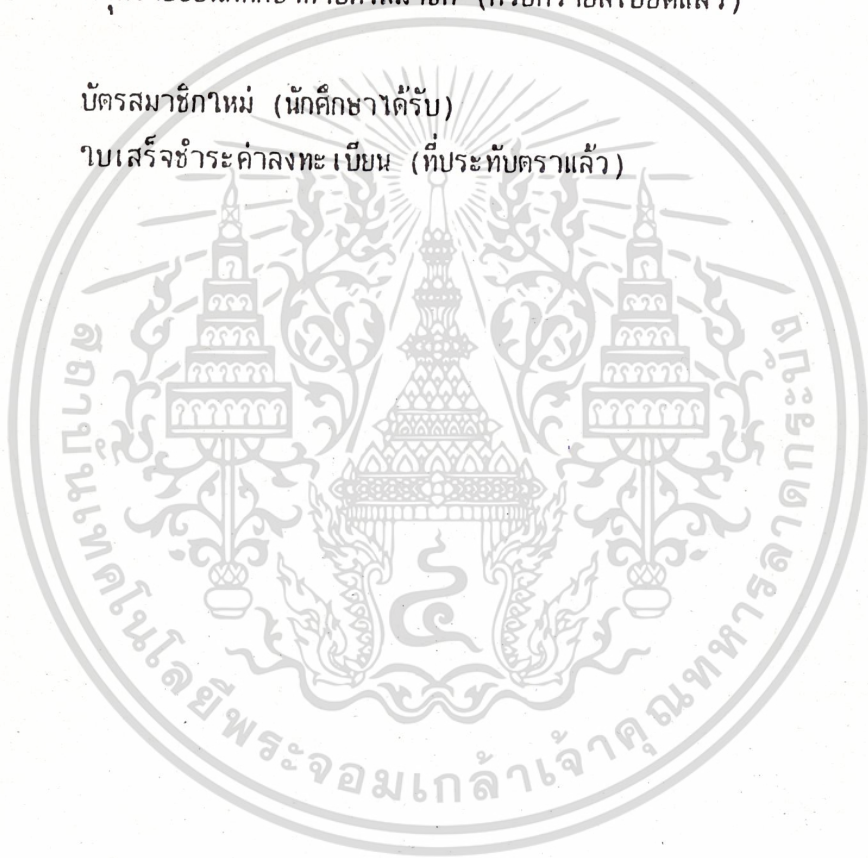 บัตรสมาชิกใหม่ (นักศึกษาได้รับ)
ใบเสร็จชำระค่าลงทะเบียน (ที่ประทับตราแล้ว)
สถาบันเทคโนโลยีพระจอมเกล้าเจ้าคุณทหารลาดกระบัง
๔